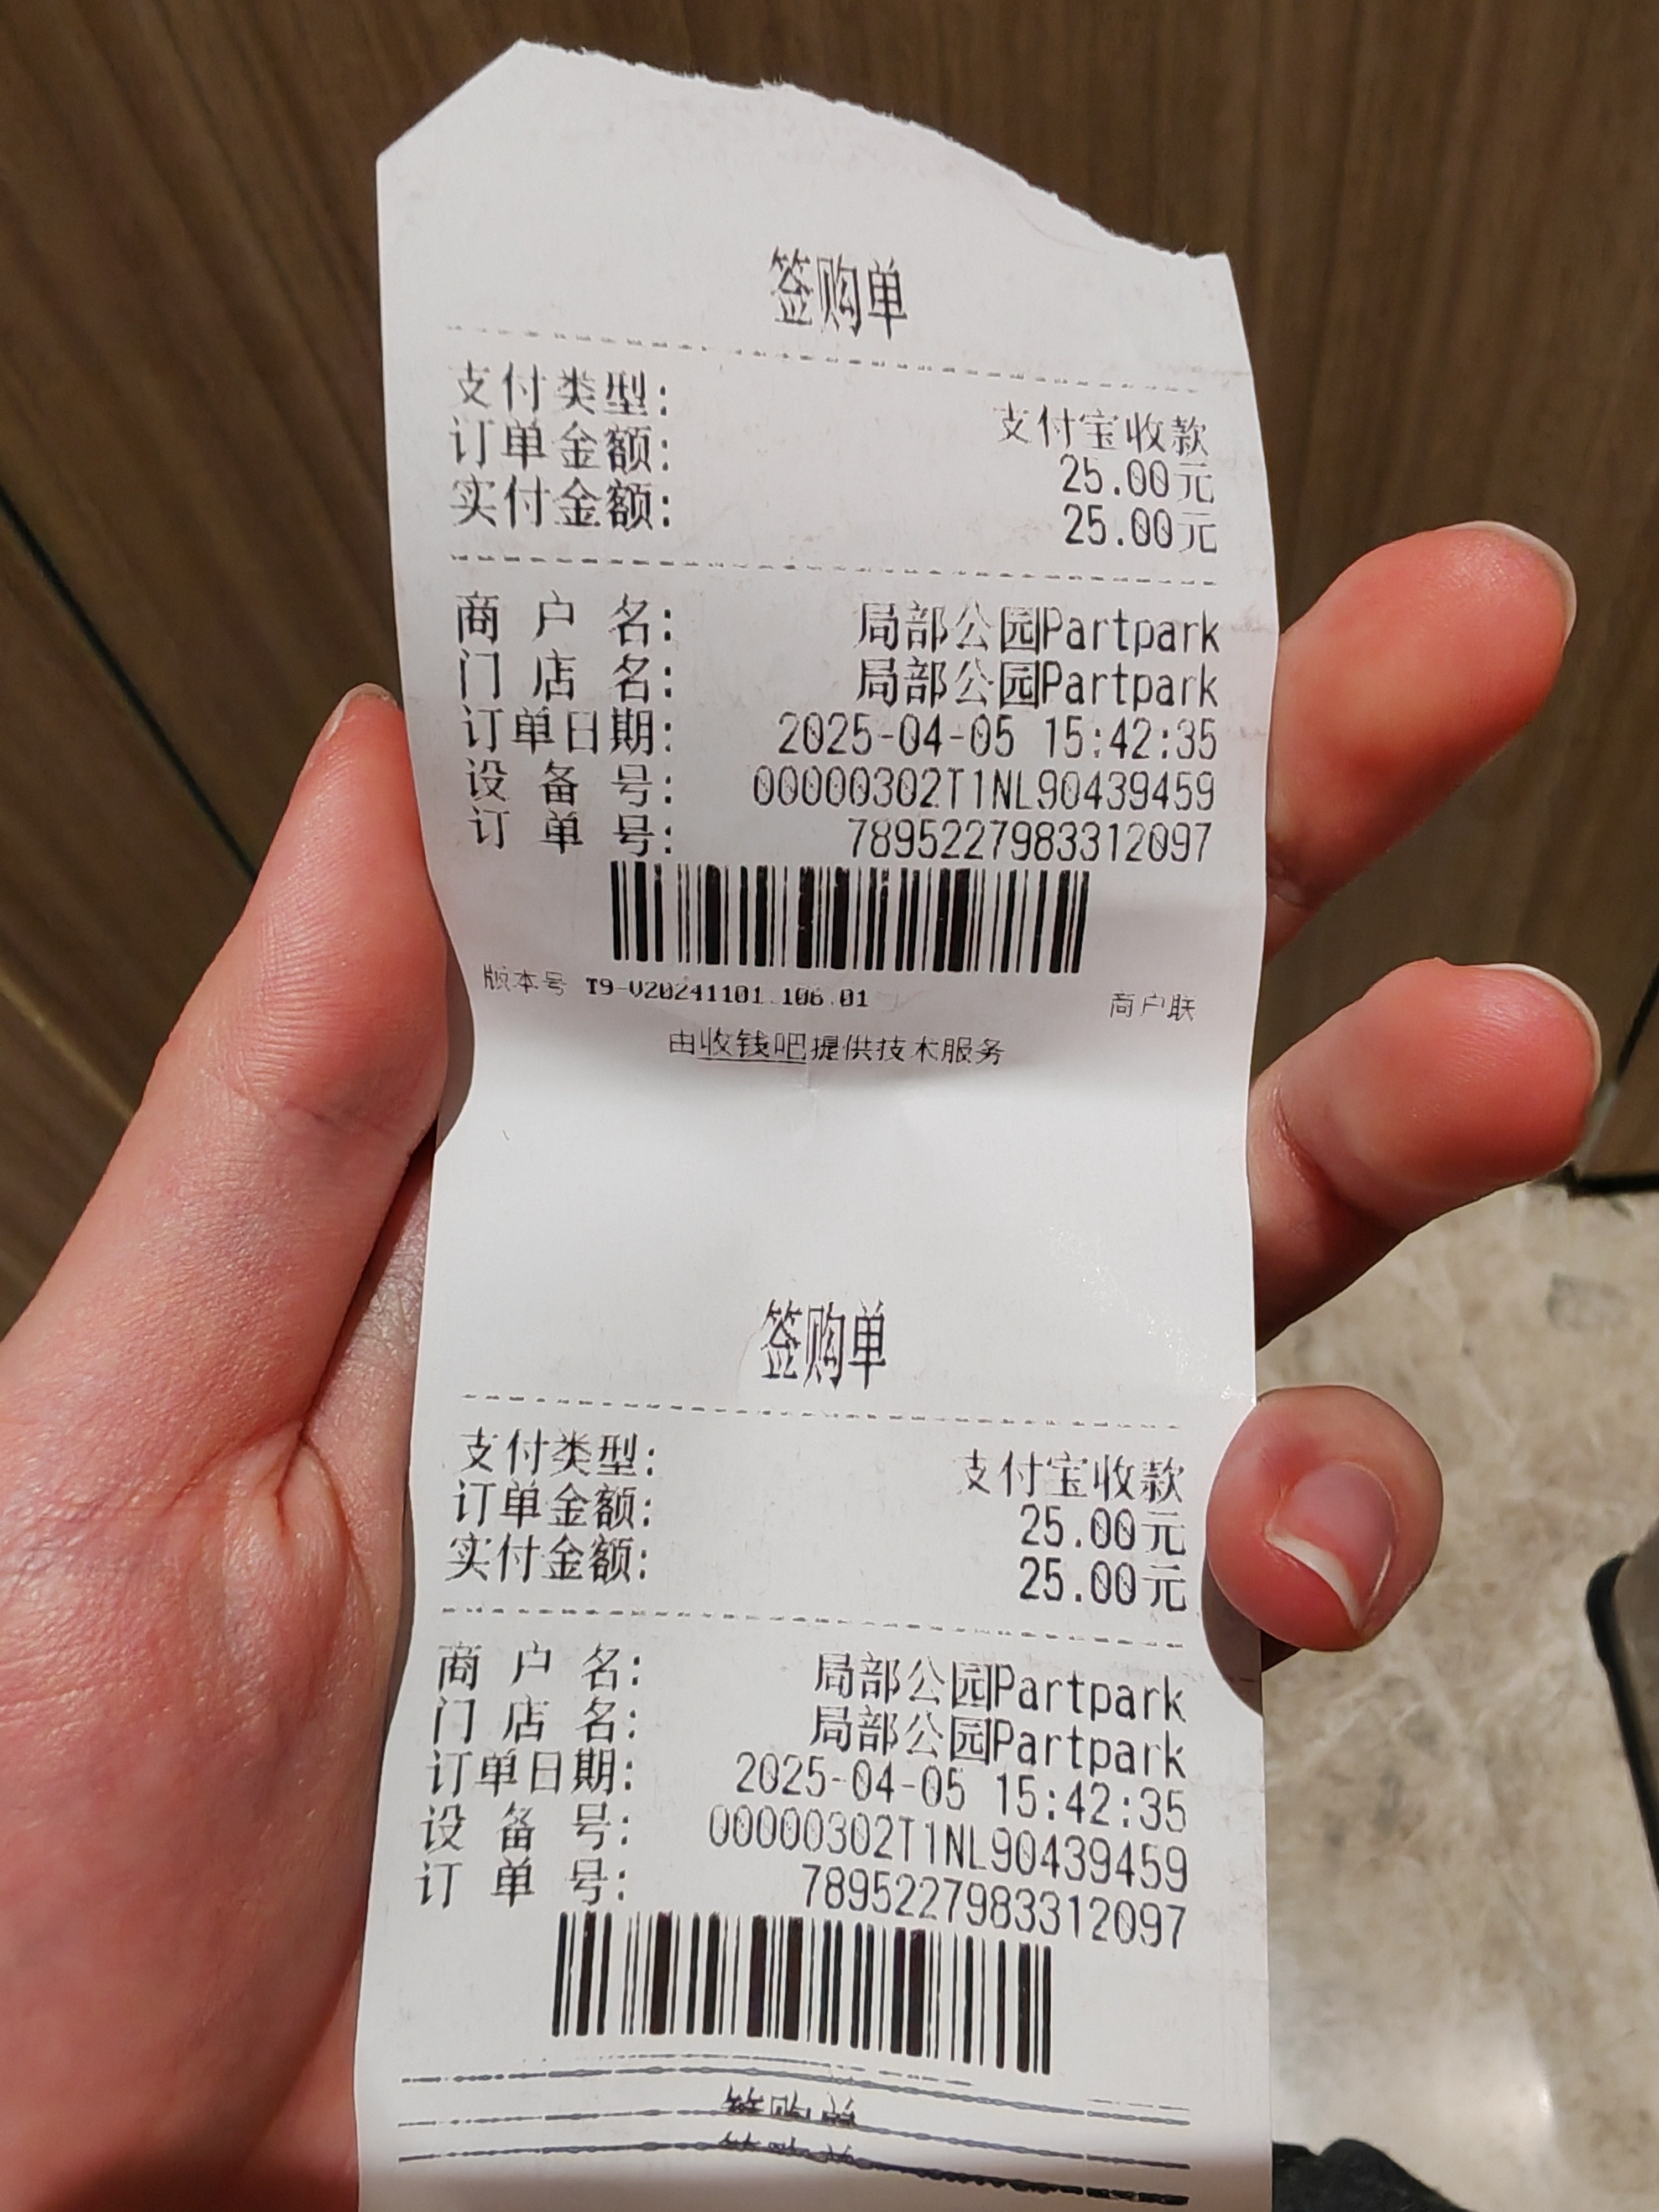 签购单
支付类型: 支付宝收款
订单金额: 25.00元
实付金额: 25.00元
商户名: 局部公园Partpark
门店名: 局部公园Partpark
订单日期: 2025-04-05 15:42:35
设备号: 00000302T1NL90439459
订单号: 7895227983312097
版本号 T9-V20241101.106.01 商户联
由收钱吧提供技术服务
签购单
支付类型: 支付宝收款
订单金额: 25.00元
实付金额: 25.00元
商户名: 局部公园Partpark
门店名: 局部公园Partpark
订单日期: 2025-04-05 15:42:35
设备号: 00000302T1NL90439459
订单号: 7895227983312097